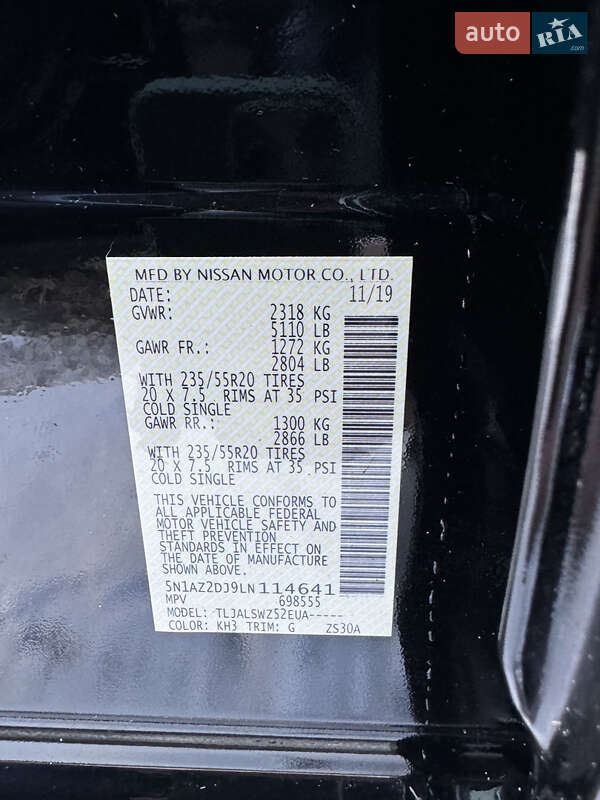 auto RIA .com
MFD BY NISSAN MOTOR CO., LTD.
DATE: 11/19
GVWR: 2318 KG
5110 LB
GAWR FR.: 1272 KG
2804 LB
WITH 235/55R20 TIRES
20 X 7.5 RIMS AT 35 PSI
COLD SINGLE
GAWR RR.: 1300 KG
2866 LB
WITH 235/55R20 TIRES
20 X 7.5 RIMS AT 35 PSI
COLD SINGLE
THIS VEHICLE CONFORMS TO
ALL APPLICABLE FEDERAL
MOTOR VEHICLE SAFETY AND
THEFT PREVENTION
STANDARDS IN EFFECT ON
THE DATE OF MANUFACTURE
SHOWN ABOVE.
5N1AZ2DJ9LN114641
MPV 698555
MODEL: TLJALSWZ52EUA-----
COLOR: KH3 TRIM: G ZS30A